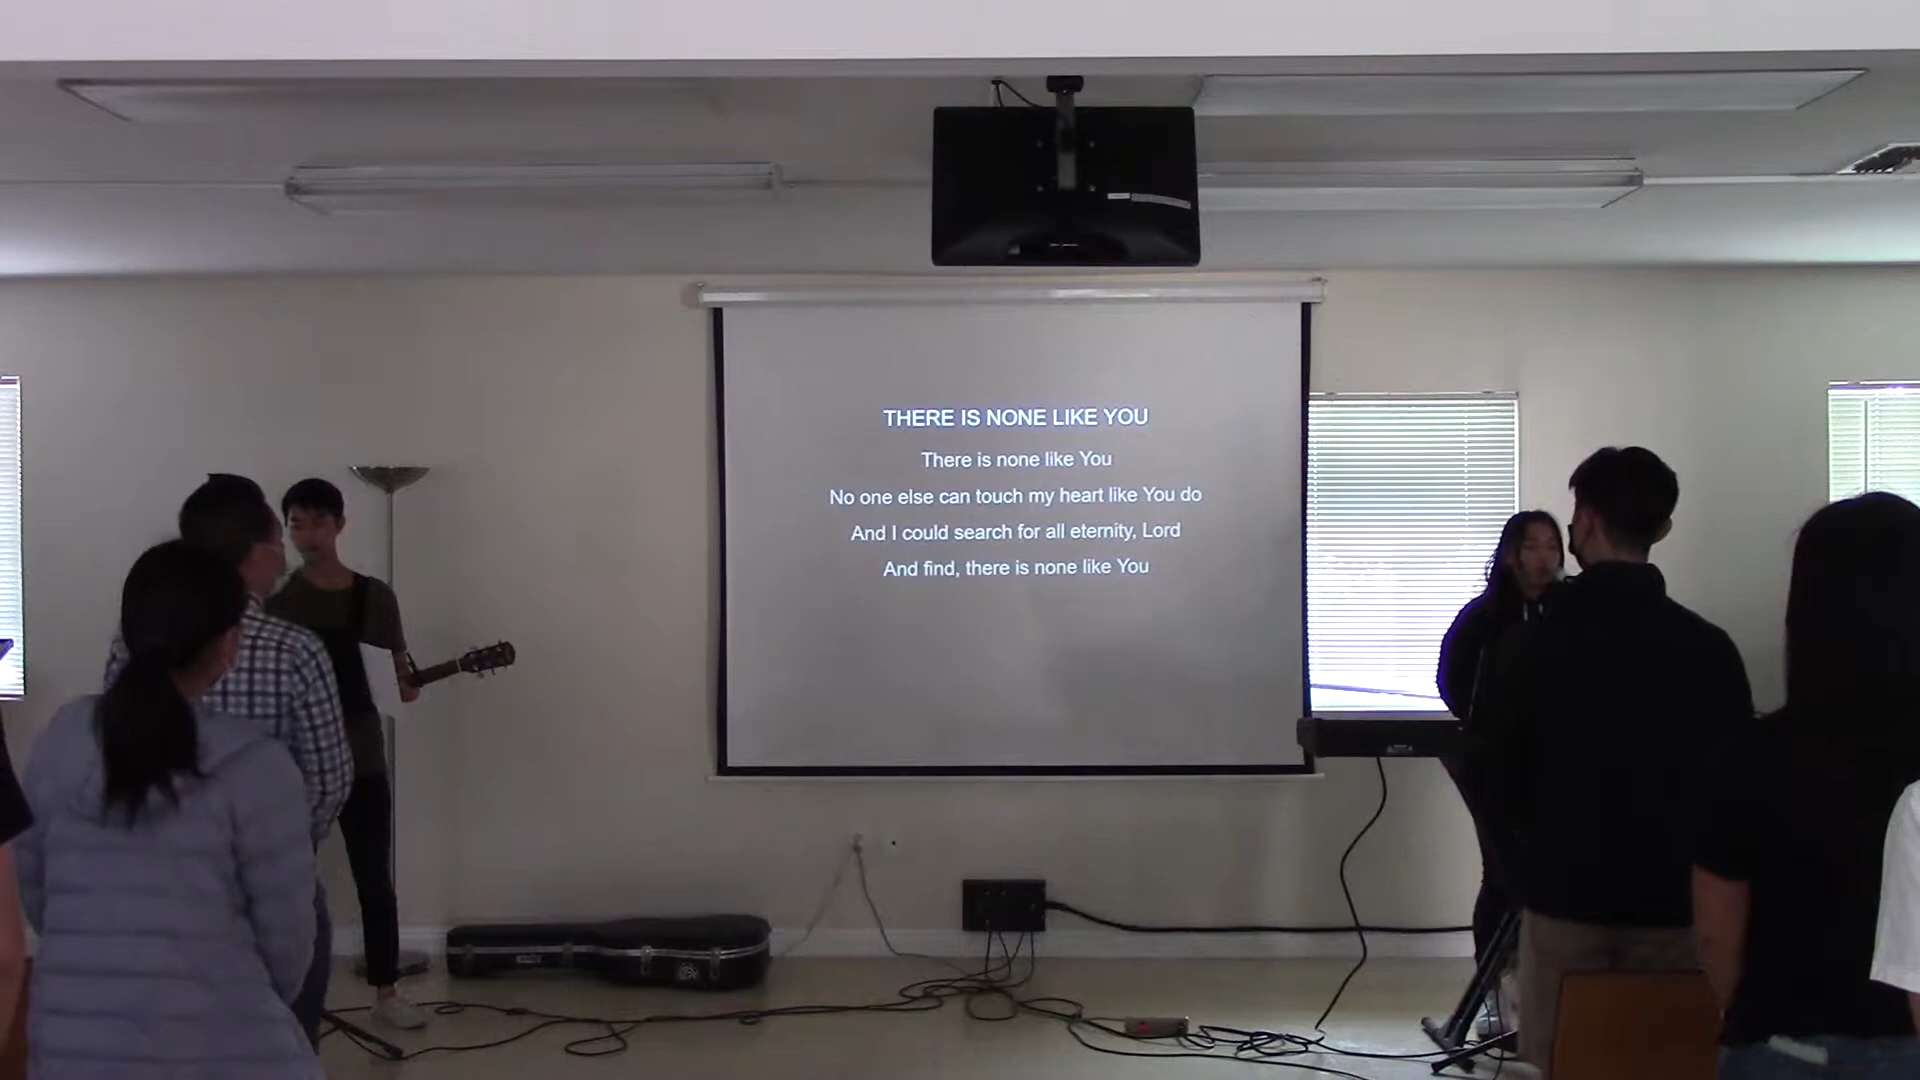 THERE IS NONE LIKE YOU
There is none like You
No one else can touch my heart like You do
And I could search for all eternity, Lord
And find, there is none like You